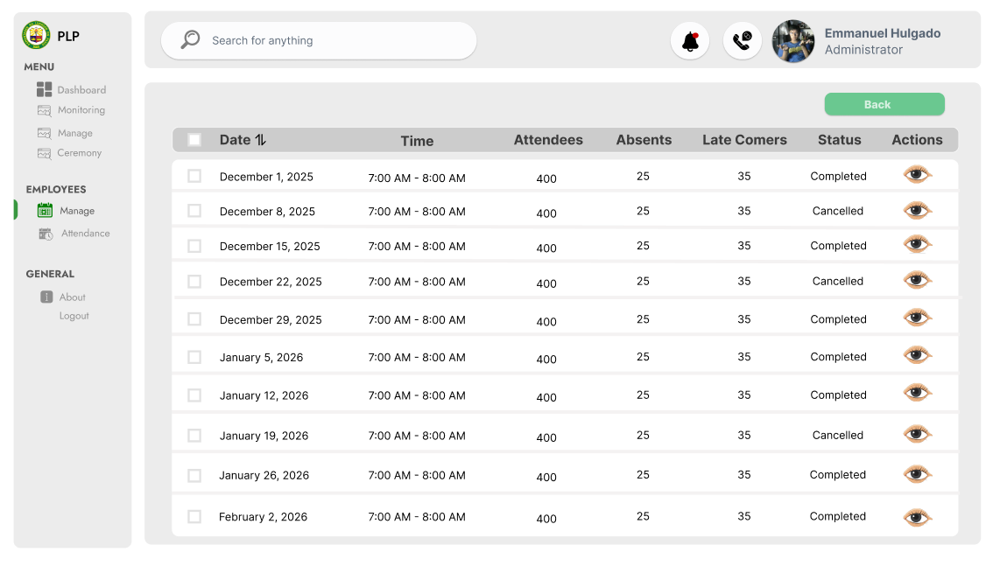 PLP
MENU
Dashboard
Monitoring
Manage
Ceremony
EMPLOYEES
Manage
Attendance
GENERAL
About
Logout
Search for anything
Emmanuel Hulgado
Administrator
Back
Date Time Attendees Absents Late Comers Status Actions
December 1, 2025 7:00 AM - 8:00 AM 400 25 35 Completed
December 8, 2025 7:00 AM - 8:00 AM 400 25 35 Cancelled
December 15, 2025 7:00 AM - 8:00 AM 400 25 35 Completed
December 22, 2025 7:00 AM - 8:00 AM 400 25 35 Cancelled
December 29, 2025 7:00 AM - 8:00 AM 400 25 35 Completed
January 5, 2026 7:00 AM - 8:00 AM 400 25 35 Completed
January 12, 2026 7:00 AM - 8:00 AM 400 25 35 Completed
January 19, 2026 7:00 AM - 8:00 AM 400 25 35 Cancelled
January 26, 2026 7:00 AM - 8:00 AM 400 25 35 Completed
February 2, 2026 7:00 AM - 8:00 AM 400 25 35 Completed